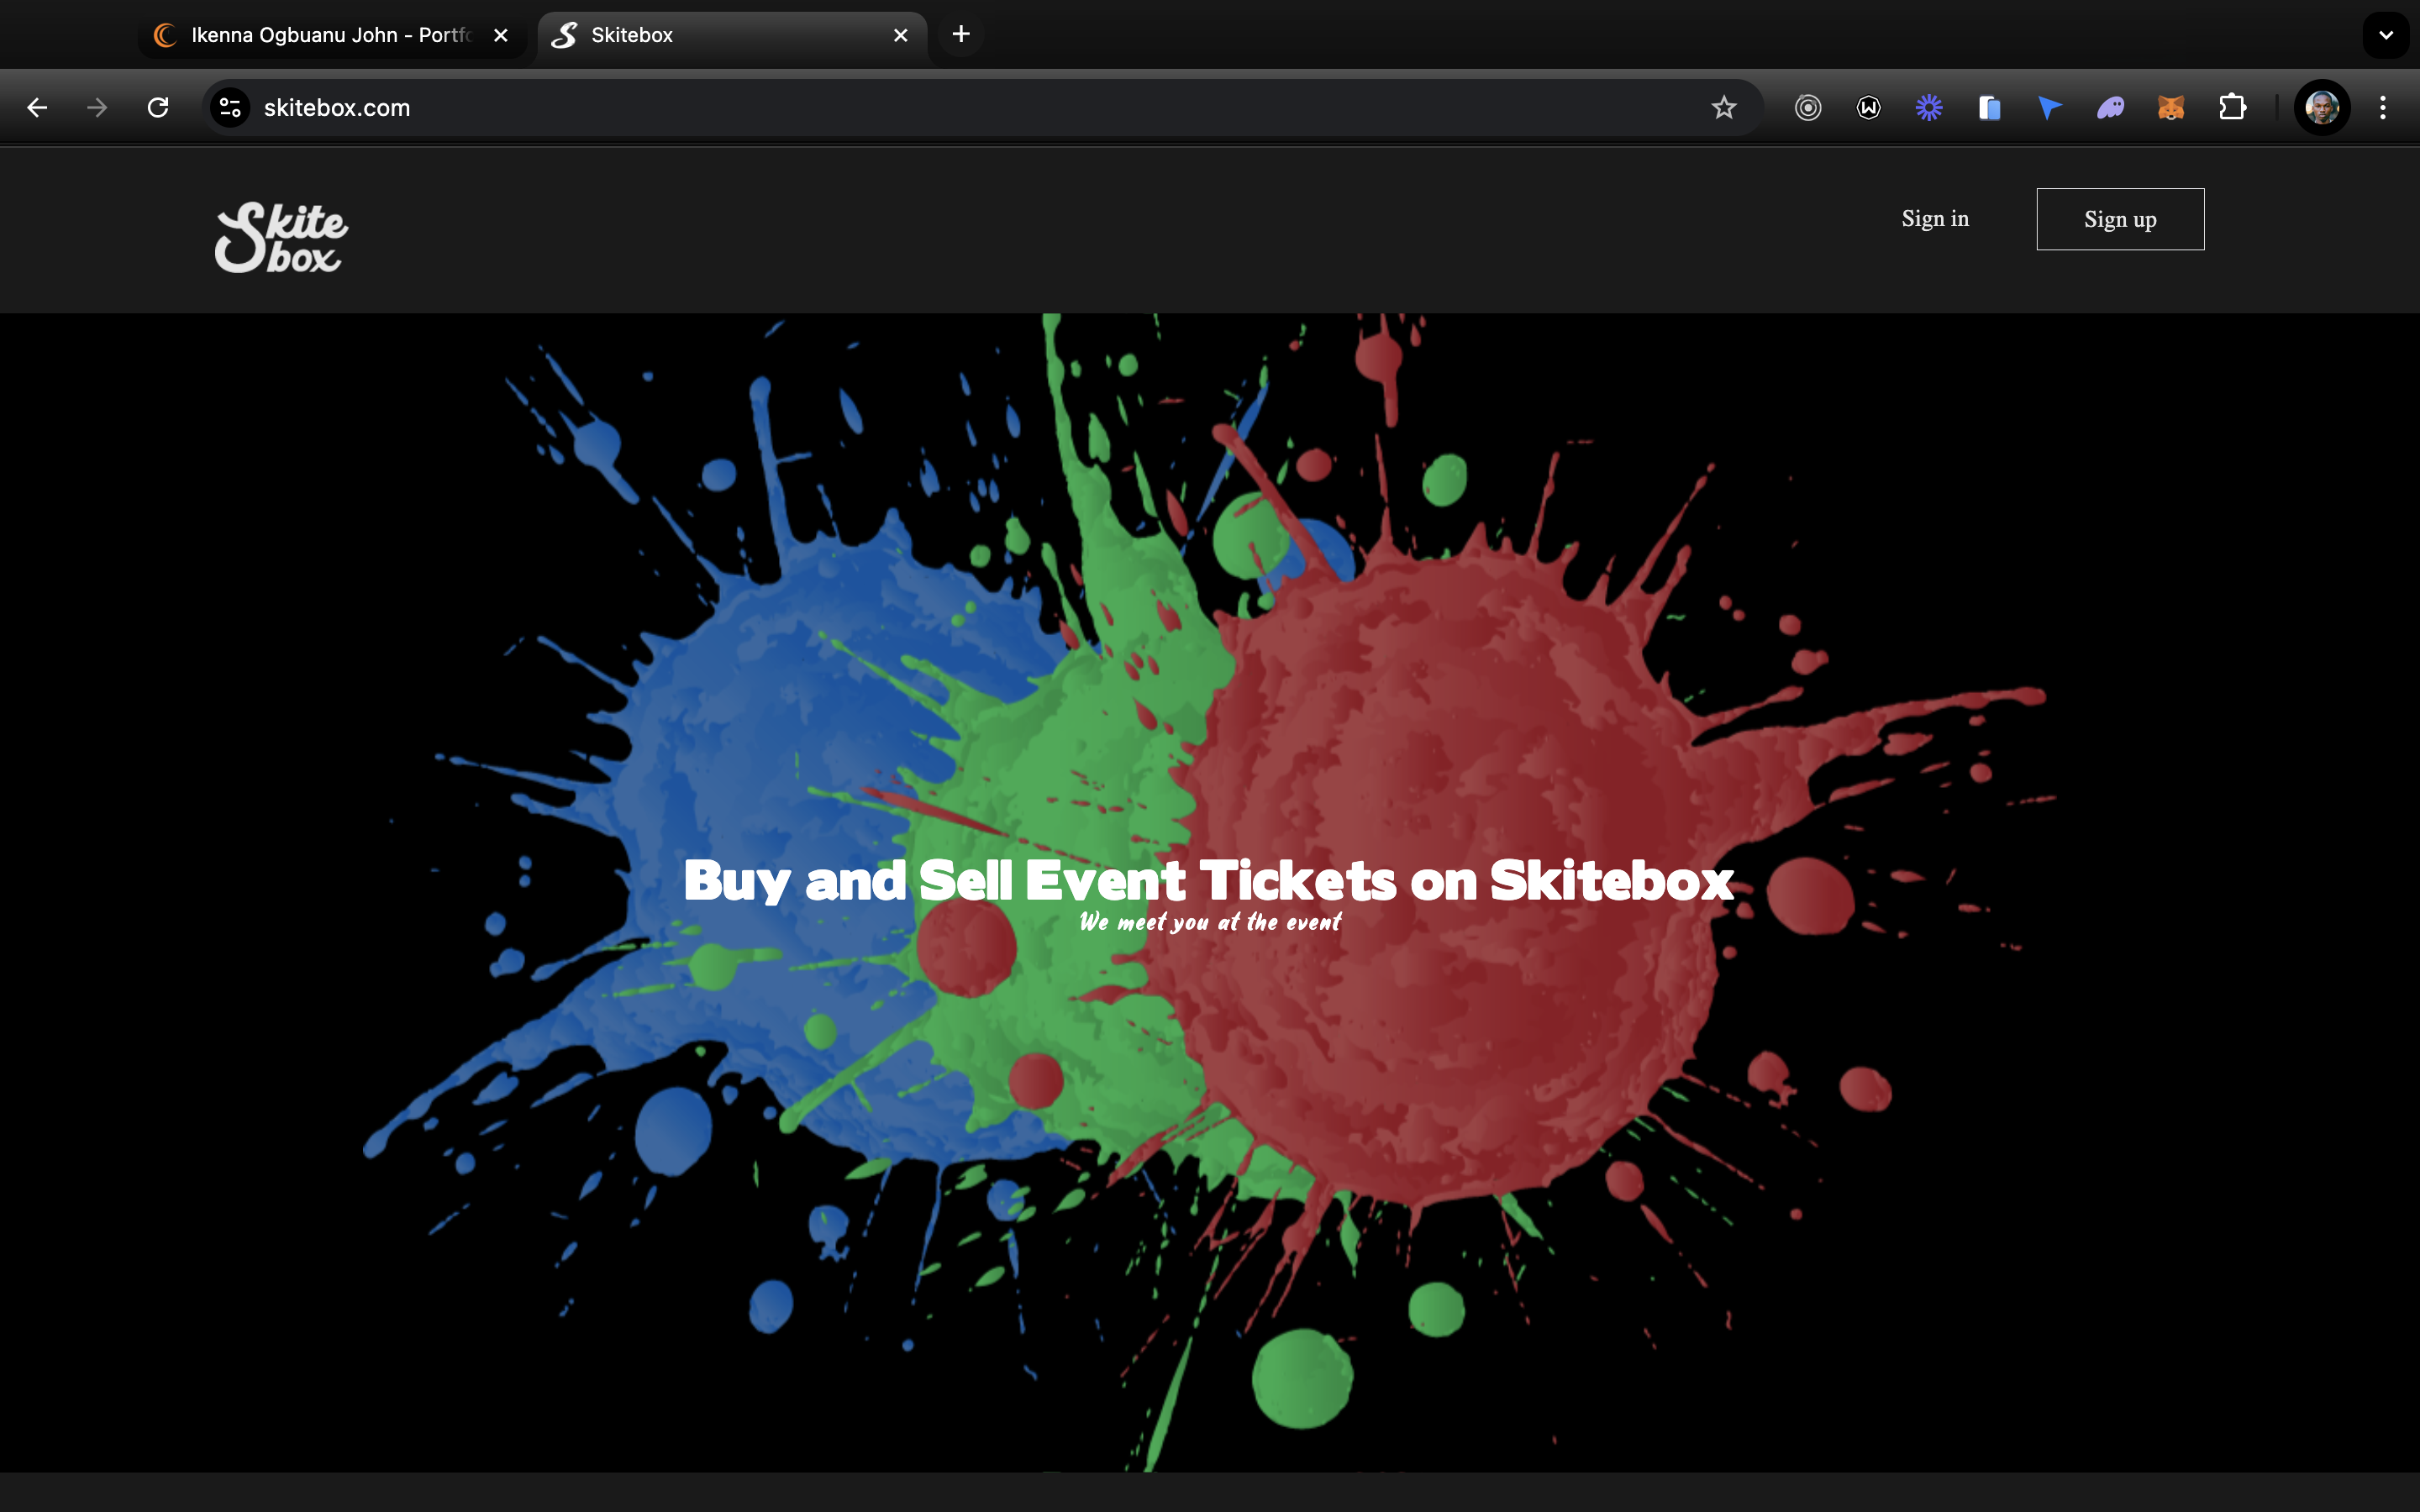 Ikenna Ogbuanu John - Portfo
Skitebox
skitebox.com
Skite
box
Sign in
Sign up
Buy and Sell Event Tickets on Skitebox
We meet you at the event